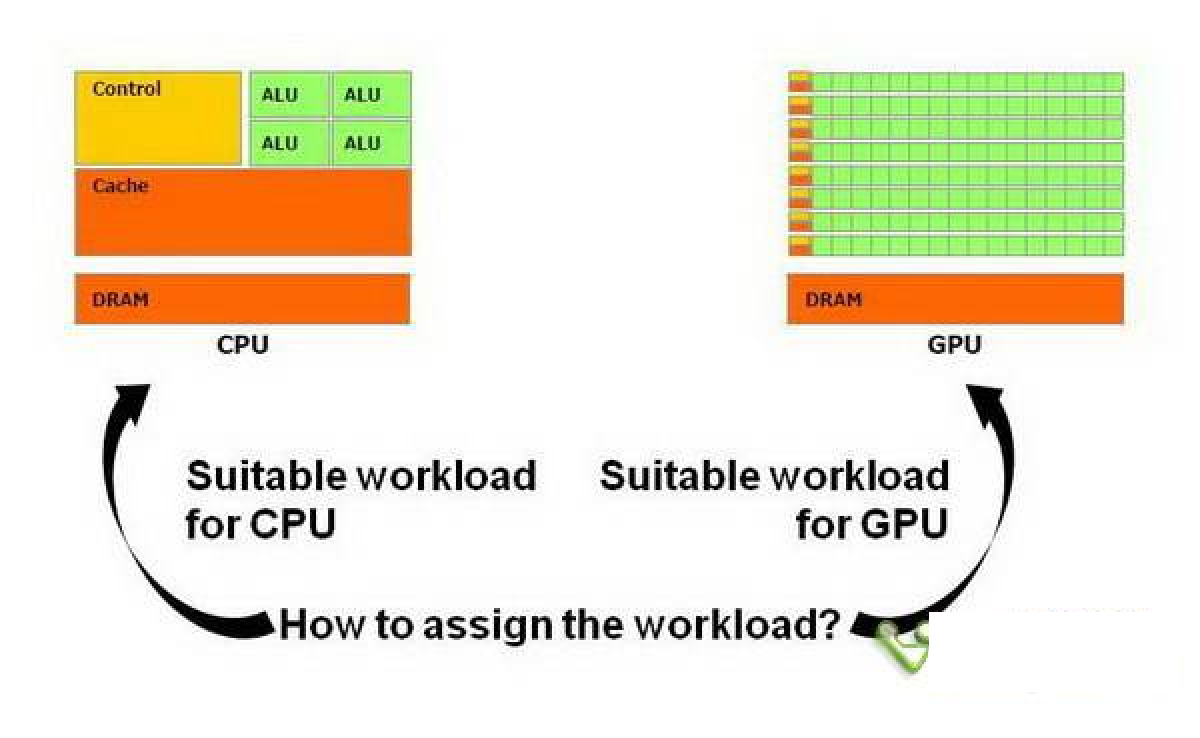 Control
ALU ALU
ALU ALU
Cache
DRAM
CPU
DRAM
GPU
Suitable workload
for CPU
Suitable workload
for GPU
How to assign the workload?